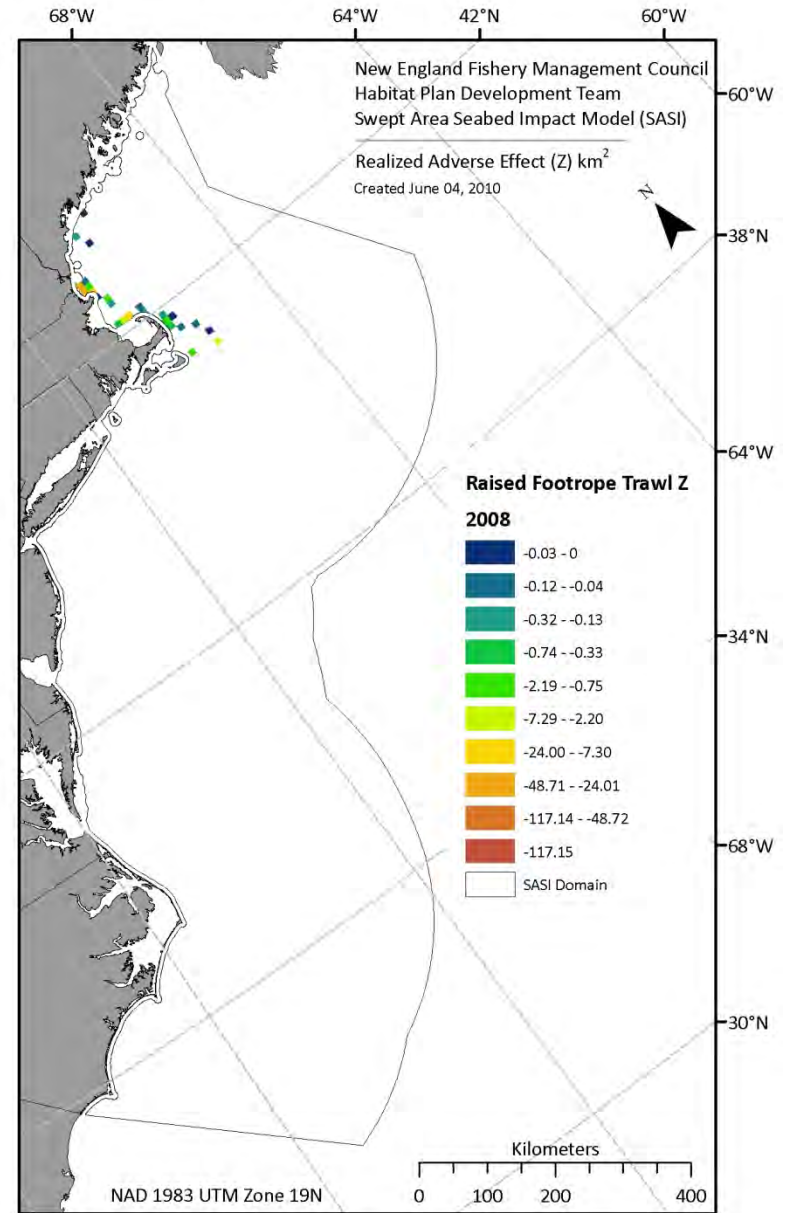 68°W 64°W 42°N 60°W
New England Fishery Management Council
Habitat Plan Development Team
Swept Area Seabed Impact Model (SASI)
Realized Adverse Effect (Z) km²
Created June 04, 2010
60°W
N
38°N
64°W
Raised Footrope Trawl Z
2008
-0.03 - 0
-0.12 - -0.04
-0.32 - -0.13
34°N
-0.74 - -0.33
-2.19 - -0.75
-7.29 - -2.20
-24.00 - -7.30
-48.71 - -24.01
-117.14 - -48.72
68°W
-117.15
SASI Domain
30°N
Kilometers
NAD 1983 UTM Zone 19N
0 100 200 400